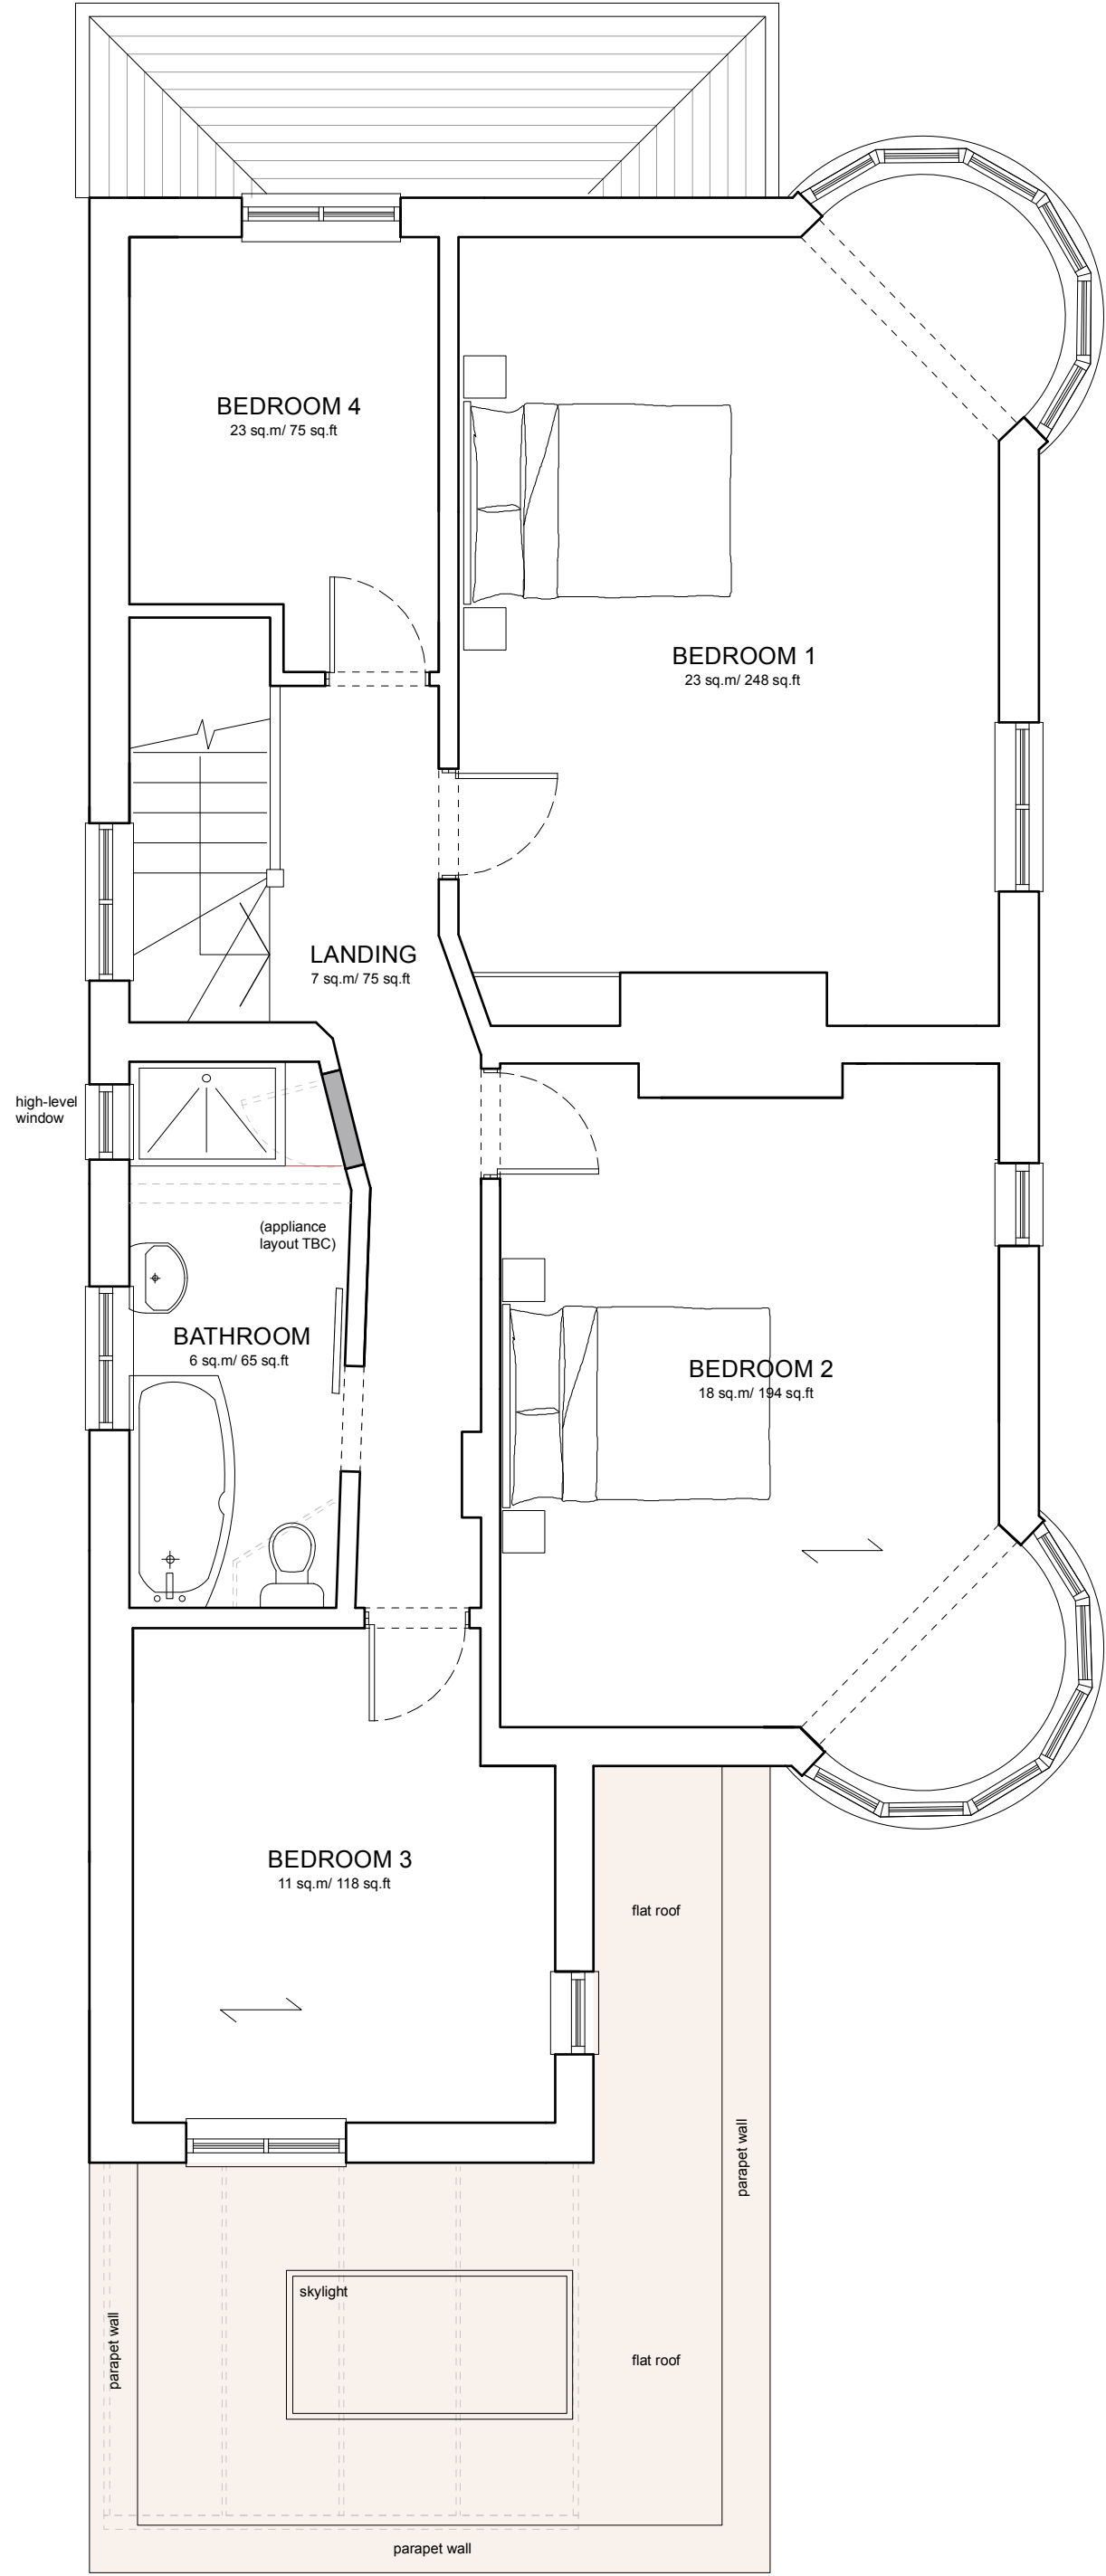 BEDROOM 4
23 sq.m/ 75 sq.ft
BEDROOM 1
23 sq.m/ 248 sq.ft
LANDING
7 sq.m/ 75 sq.ft
high-level
window
(appliance
layout TBC)
BATHROOM
6 sq.m/ 65 sq.ft
BEDROOM 2
18 sq.m/ 194 sq.ft
BEDROOM 3
11 sq.m/ 118 sq.ft
flat roof
parapet wall
skylight
parapet wall
flat roof
parapet wall